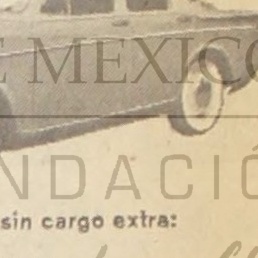 E MEXICO
NDACIÓ
sin cargo extra: